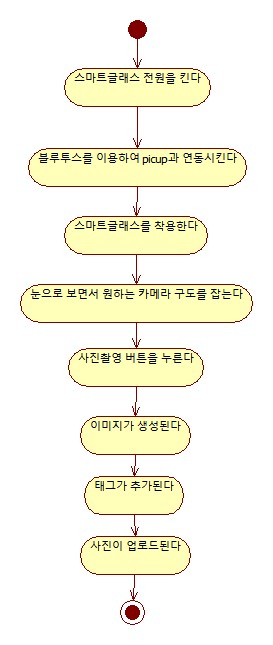 스마트글래스 전원을 킨다
블루투스를 이용하여 picup과 연동시킨다
스마트글래스를 착용한다
눈으로 보면서 원하는 카메라 구도를 잡는다
사진촬영 버튼을 누른다
이미지가 생성된다
태그가 추가된다
사진이 업로드된다